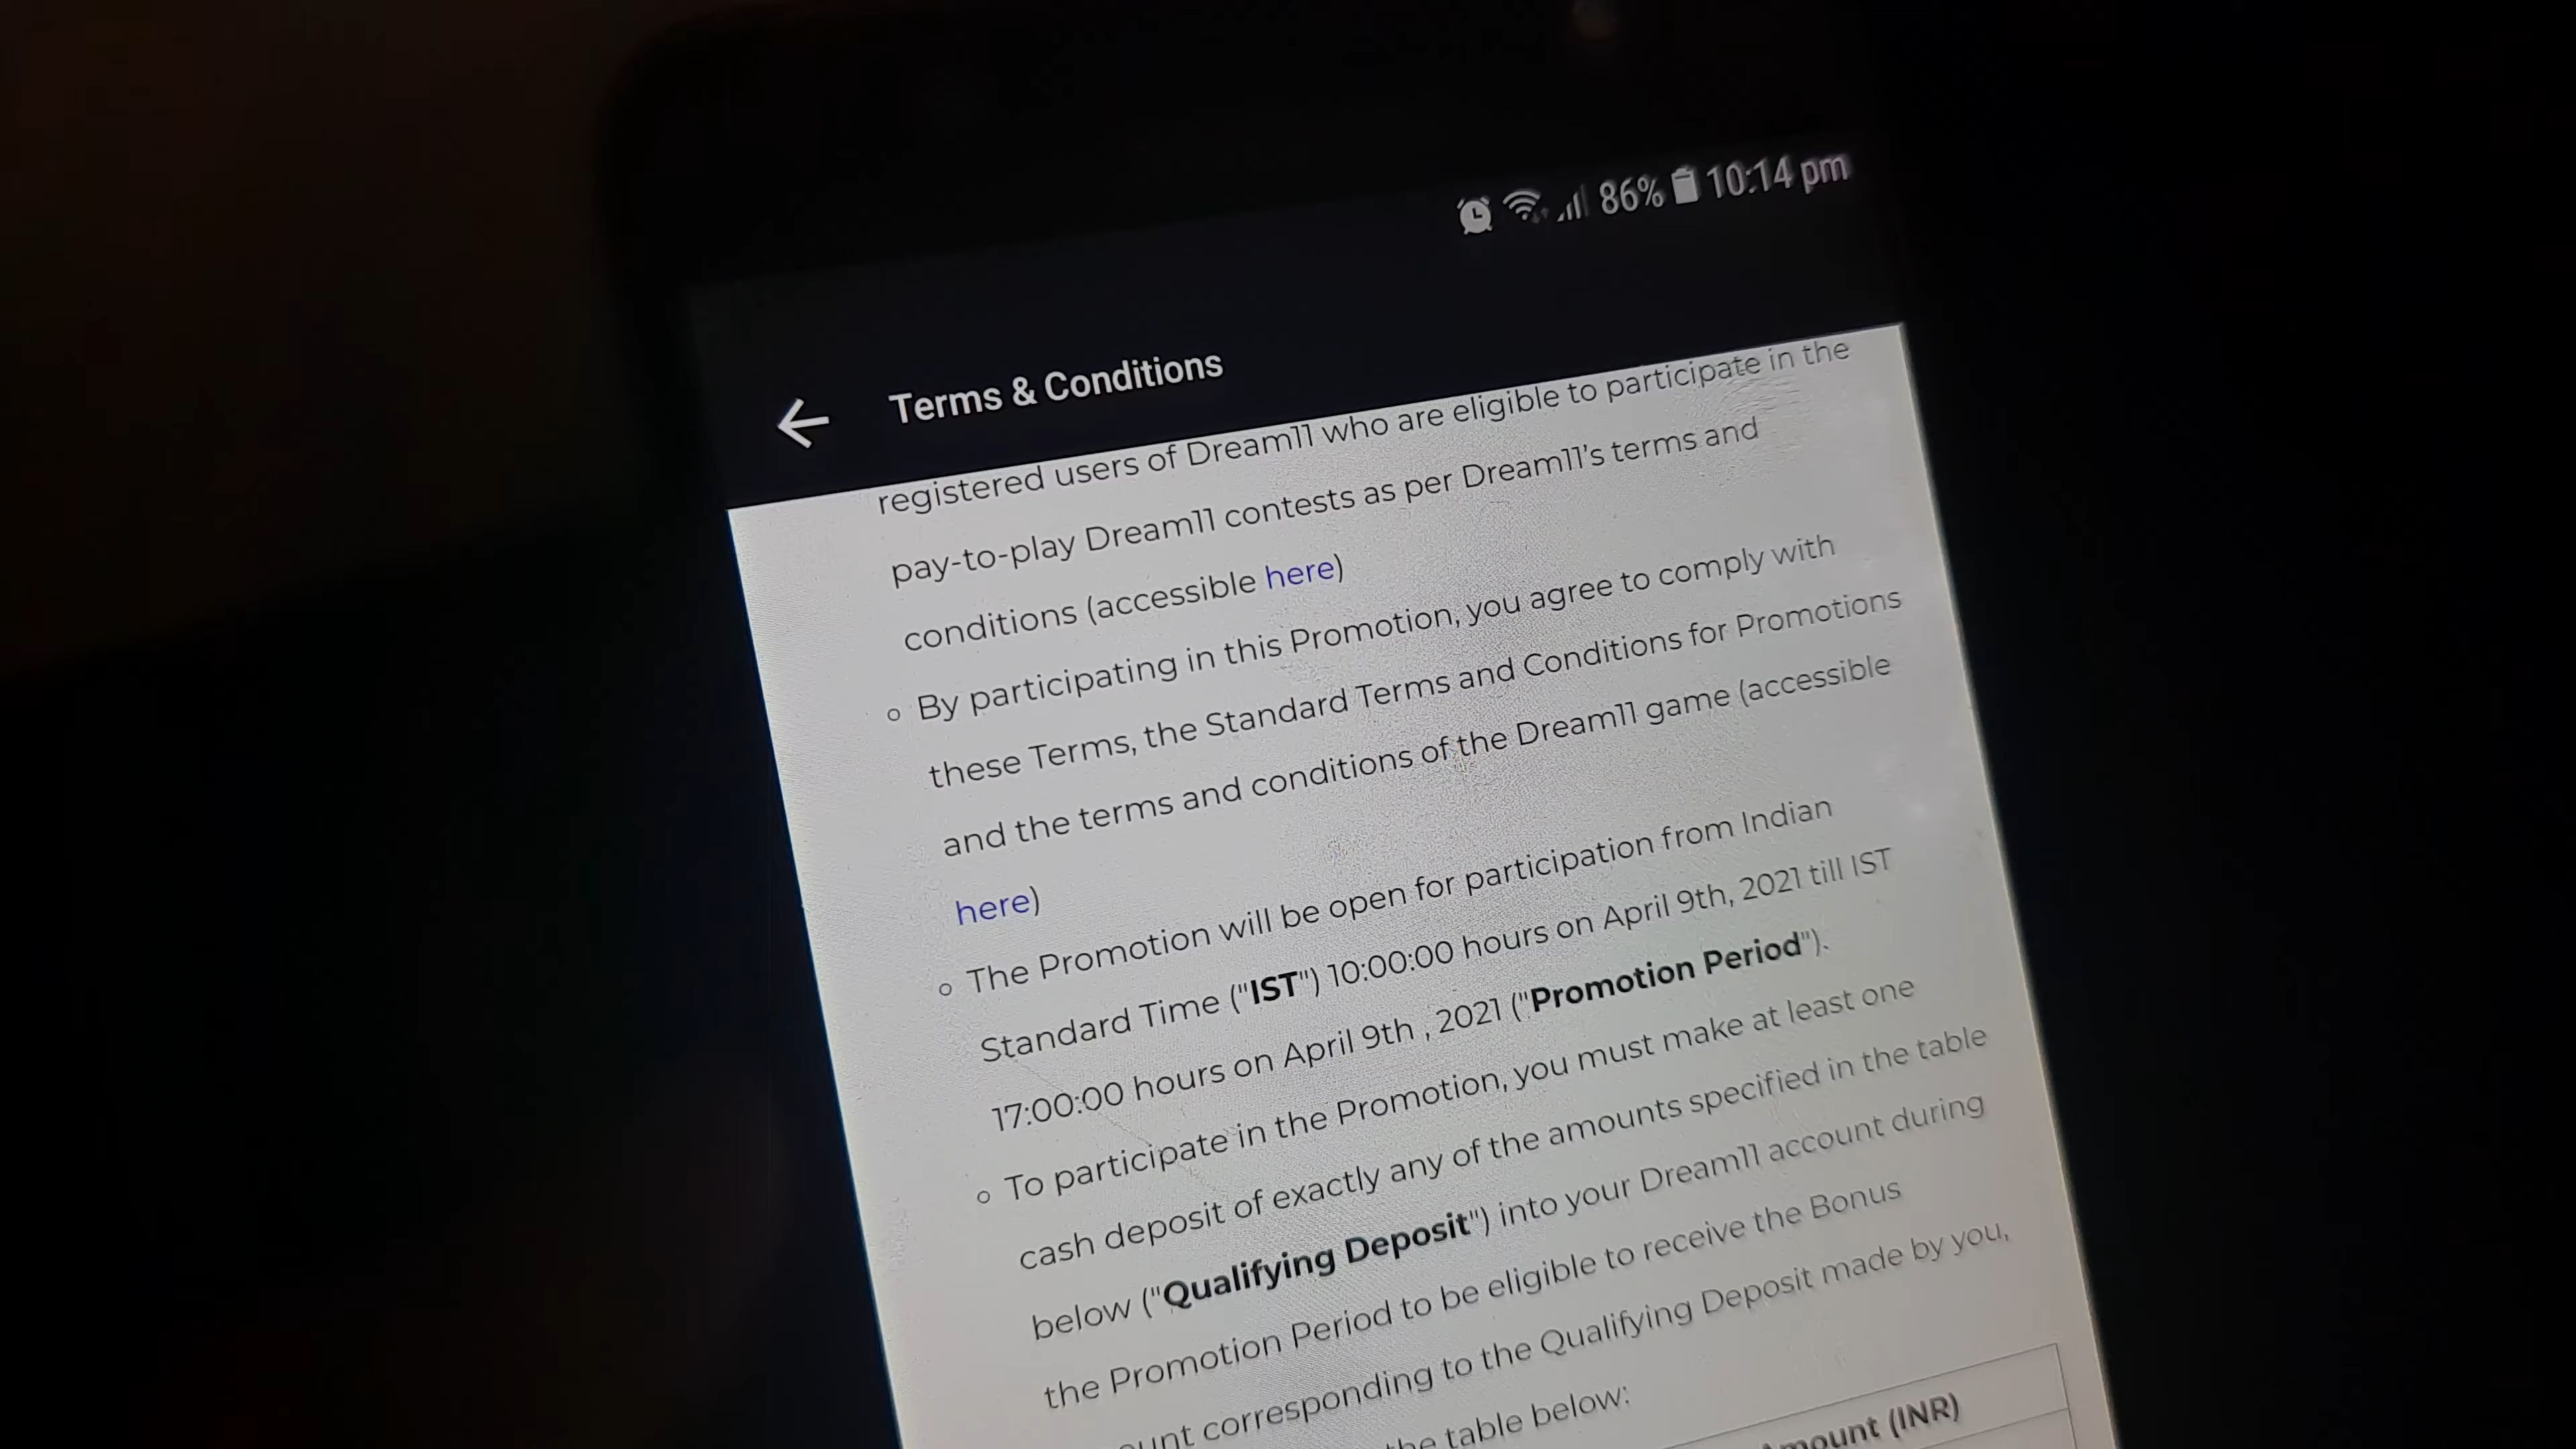 86% 10:14 pm
Terms & Conditions
registered users of Dream11 who are eligible to participate in the
pay-to-play Dream11 contests as per Dream11's terms and
conditions (accessible here)
By participating in this Promotion, you agree to comply with
these Terms, the Standard Terms and Conditions for Promotions
and the terms and conditions of the Dream11 game (accessible
here)
The Promotion will be open for participation from Indian
Standard Time ("IST") 10:00:00 hours on April 9th, 2021 till IST
17:00:00 hours on April 9th , 2021 ("Promotion Period").
To participate in the Promotion, you must make at least one
cash deposit of exactly any of the amounts specified in the table
below ("Qualifying Deposit") into your Dream11 account during
the Promotion Period to be eligible to receive the Bonus
corresponding to the Qualifying Deposit made by you,
the table below:
(INR)